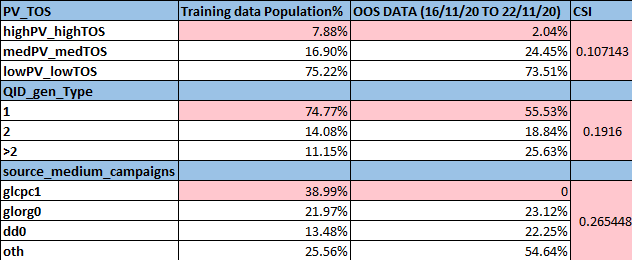 PV_TOS Training data Population% OOS DATA (16/11/20 TO 22/11/20) CSI
highPV_highTOS 7.88% 2.04%
medPV_medTOS 16.90% 24.45% 0.107143
lowPV_lowTOS 75.22% 73.51%
QID_gen_Type
1 74.77% 55.53%
2 14.08% 18.84% 0.1916
>2 11.15% 25.63%
source_medium_campaigns
glcpc1 38.99% 0
glorg0 21.97% 23.12%
0.265448
dd0 13.48% 22.25%
oth 25.56% 54.64%